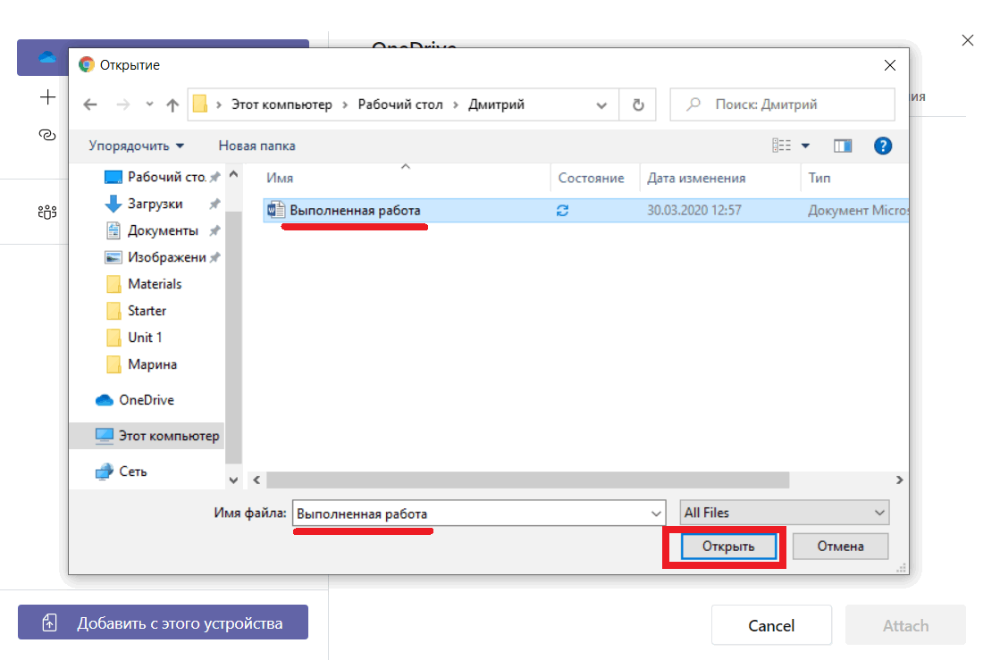 OneDrive
Открытие
Этот компьютер
Рабочий стол
Дмитрий
Поиск: Дмитрий
ия
Упорядочить
Новая папка
Имя
Состояние
Дата изменения
Тип
Рабочий сто.
Загрузки
Документы
Изображени
Materials
Starter
Unit 1
Марина
OneDrive
Этот компьютер
Сеть
Выполненная работа
30.03.2020 12:57
Документ Micros
Имя файла:
Выполненная работа
All Files
Открыть
Отмена
Добавить с этого устройства
Cancel
Attach